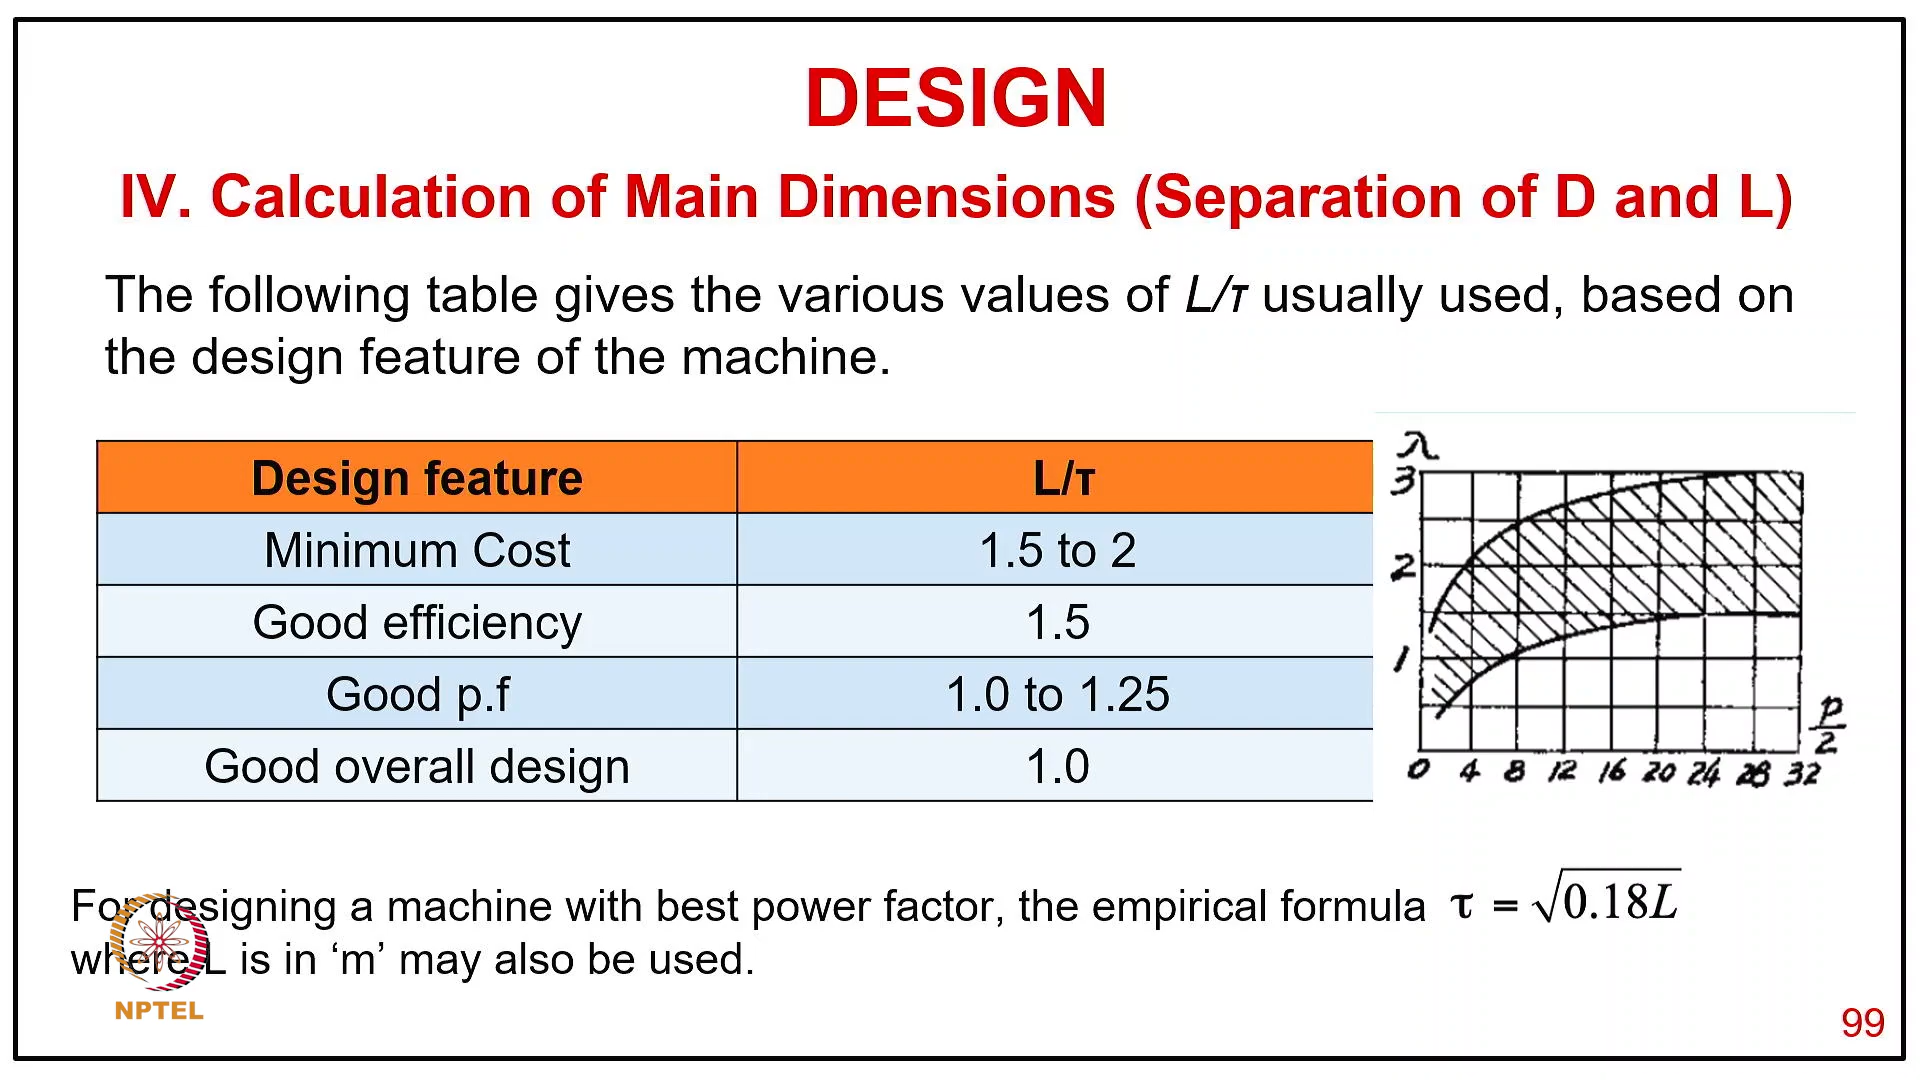 DESIGN
IV. Calculation of Main Dimensions (Separation of D and L)
The following table gives the various values of L/τ usually used, based on
the design feature of the machine.
Design feature L/τ
Minimum Cost 1.5 to 2
Good efficiency 1.5
Good p.f 1.0 to 1.25
Good overall design 1.0
λ
3
2
1
p/2
0 4 8 12 16 20 24 28 32
For designing a machine with best power factor, the empirical formula τ = √0.18L
where L is in ‘m’ may also be used.
NPTEL
99